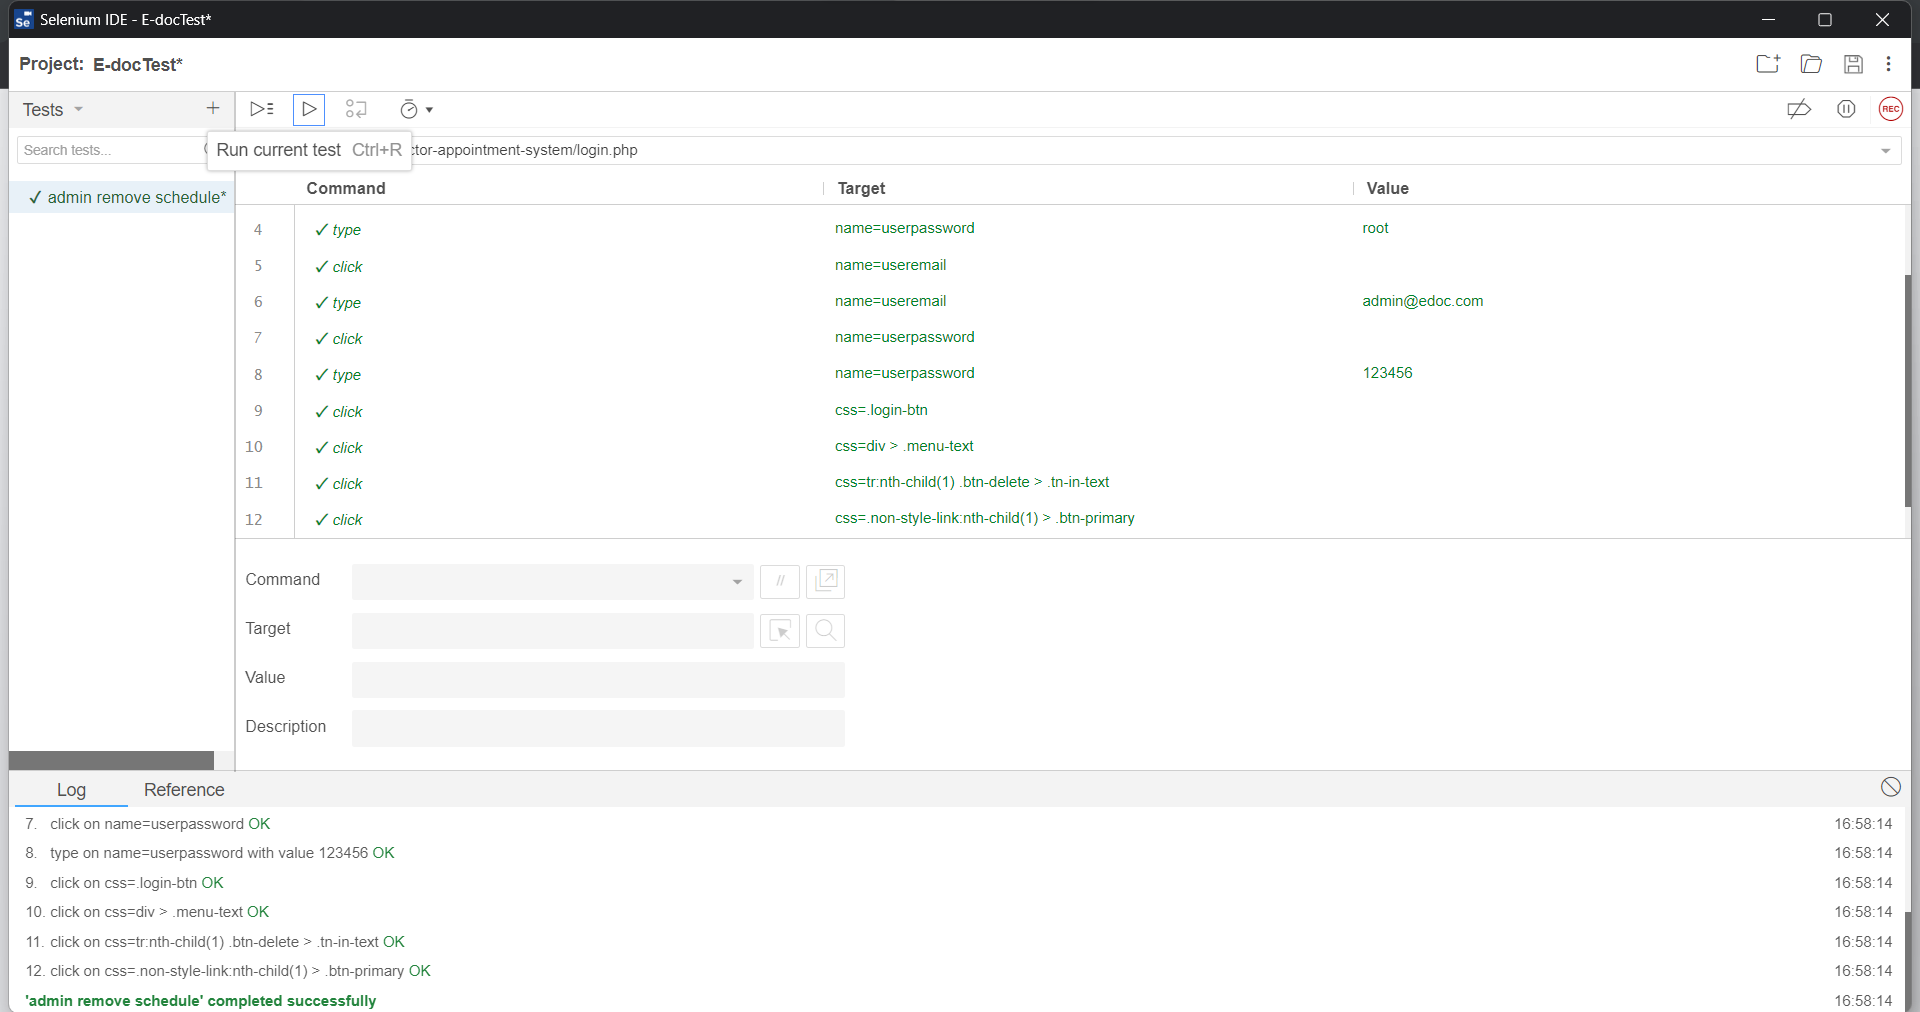 Selenium IDE - E-docTest*
Project: E-docTest*
Tests
Run current test Ctrl+R
Search tests...
ctor-appointment-system/login.php
admin remove schedule*
Command Target Value
4 ✓ type name=userpassword root
5 ✓ click name=useremail
6 ✓ type name=useremail admin@edoc.com
7 ✓ click name=userpassword
8 ✓ type name=userpassword 123456
9 ✓ click css=.login-btn
10 ✓ click css=div > .menu-text
11 ✓ click css=tr:nth-child(1) .btn-delete > .tn-in-text
12 ✓ click css=.non-style-link:nth-child(1) > .btn-primary
Command //
Target
Value
Description
Log Reference
7. click on name=userpassword OK 16:58:14
8. type on name=userpassword with value 123456 OK 16:58:14
9. click on css=.login-btn OK 16:58:14
10. click on css=div > .menu-text OK 16:58:14
11. click on css=tr:nth-child(1) .btn-delete > .tn-in-text OK 16:58:14
12. click on css=.non-style-link:nth-child(1) > .btn-primary OK 16:58:14
'admin remove schedule' completed successfully 16:58:14
Se
REC